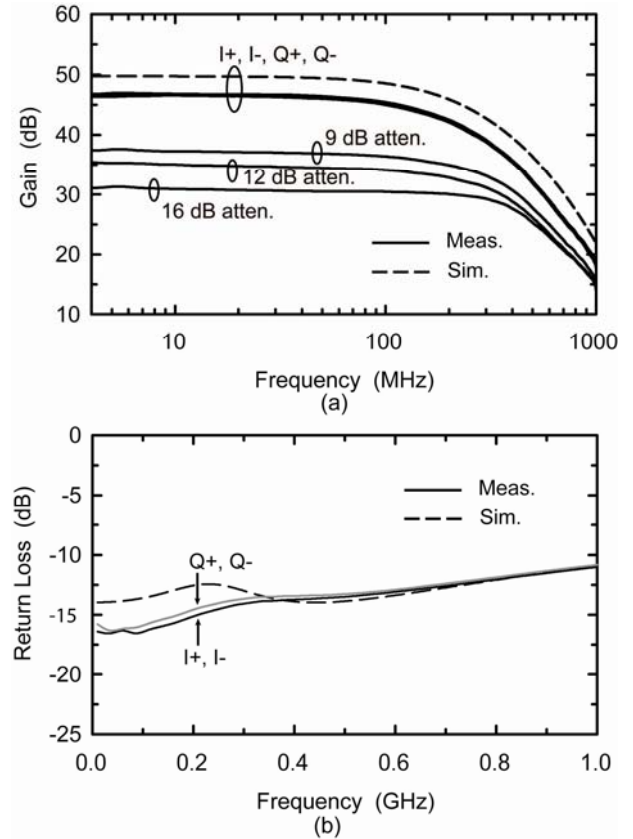 60
50
40
30
20
10
Gain (dB)
I+, I-, Q+, Q-
9 dB atten.
12 dB atten.
16 dB atten.
Meas.
Sim.
10
100
1000
Frequency (MHz)
(a)
0
-5
-10
-15
-20
-25
Return Loss (dB)
Meas.
Sim.
Q+, Q-
I+, I-
0.0
0.2
0.4
0.6
0.8
1.0
Frequency (GHz)
(b)